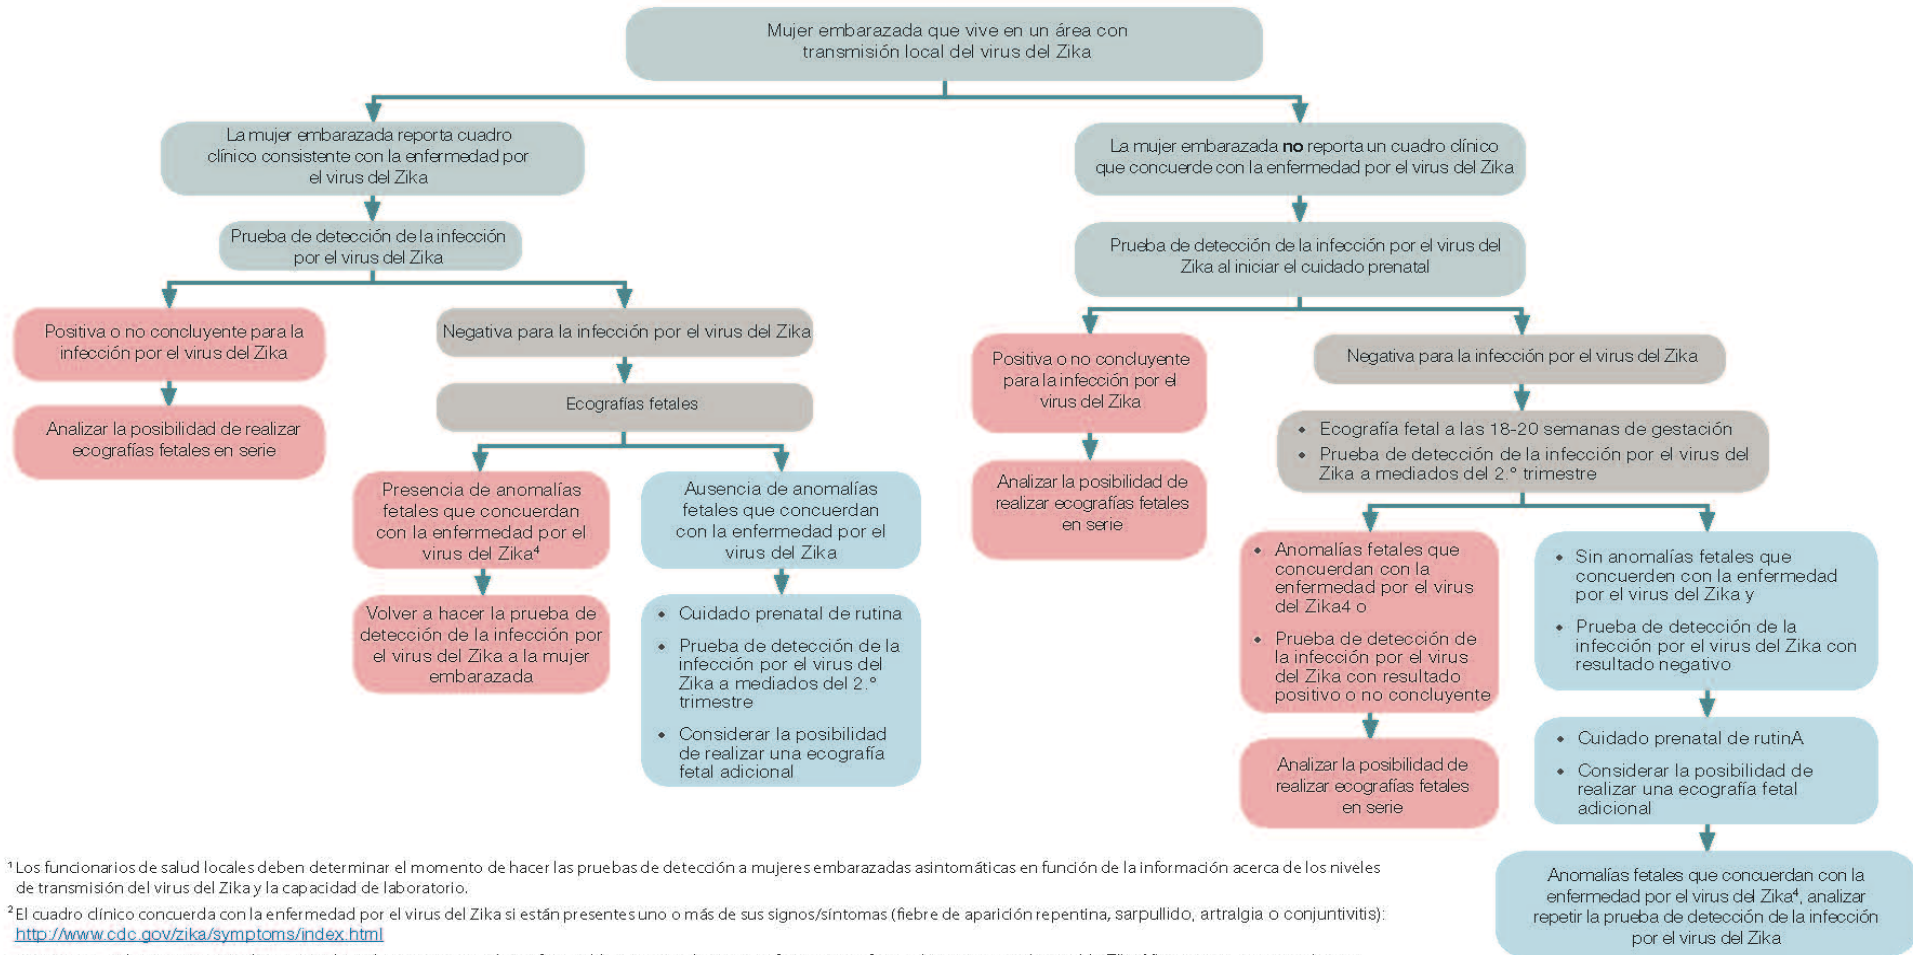 Mujer embarazada que vive en un área con
transmisión local del virus del Zika
La mujer embarazada reporta cuadro
clínico consistente con la enfermedad por
el virus del Zika
Prueba de detección de la infección
por el virus del Zika
Positiva o no concluyente para la
infección por el virus del Zika
Analizar la posibilidad de realizar
ecografías fetales en serie
Negativa para la infección por el virus del Zika
Ecografías fetales
Presencia de anomalías
fetales que concuerdan
con la enfermedad por el
virus del Zika⁴
Volver a hacer la prueba de
detección de la infección por
el virus del Zika a la mujer
embarazada
Ausencia de anomalías
fetales que concuerdan
con la enfermedad por el
virus del Zika
• Cuidado prenatal de rutina
• Prueba de detección de la
infección por el virus del
Zika a mediados del 2.°
trimestre
• Considerar la posibilidad
de realizar una ecografía
fetal adicional
La mujer embarazada no reporta un cuadro clínico
que concuerde con la enfermedad por el virus del Zika
Prueba de detección de la infección por el virus del
Zika al iniciar el cuidado prenatal
Positiva o no concluyente
para la infección por el
virus del Zika
Analizar la posibilidad de
realizar ecografías fetales
en serie
Negativa para la infección por el virus del Zika
• Ecografía fetal a las 18-20 semanas de gestación
• Prueba de detección de la infección por el virus del
Zika a mediados del 2.° trimestre
• Anomalías fetales que
concuerdan con la
enfermedad por el virus
del Zika4 o
• Prueba de detección de
la infección por el virus
del Zika con resultado
positivo o no concluyente
Analizar la posibilidad de
realizar ecografías fetales
en serie
• Sin anomalías fetales que
concuerden con la enfermedad
por el virus del Zika y
• Prueba de detección de la
infección por el virus del Zika con
resultado negativo
• Cuidado prenatal de rutinA
• Considerar la posibilidad de
realizar una ecografía fetal
adicional
Anomalías fetales que concuerdan con la
enfermedad por el virus del Zika⁴, analizar
repetir la prueba de detección de la infección
por el virus del Zika
¹ Los funcionarios de salud locales deben determinar el momento de hacer las pruebas de detección a mujeres embarazadas asintomáticas en función de la información acerca de los niveles
de transmisión del virus del Zika y la capacidad de laboratorio.
² El cuadro clínico concuerda con la enfermedad por el virus del Zika si están presentes uno o más de sus signos/síntomas (fiebre de aparición repentina, sarpullido, artralgia o conjuntivitis):
http://www.cdc.gov/zika/symptoms/index.html